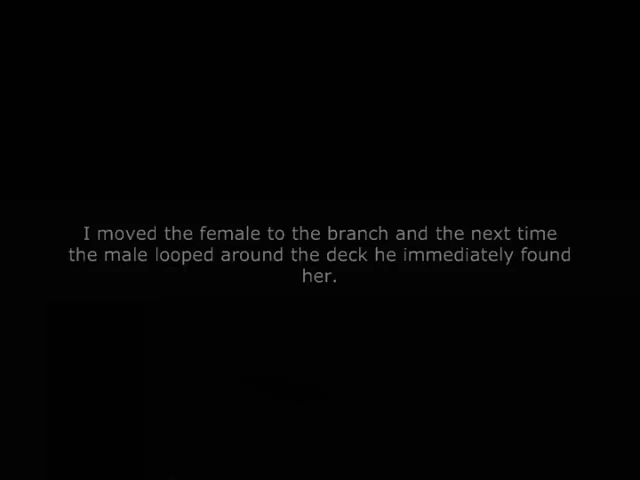 I moved the female to the branch and the next time
the male looped around the deck he immediately found
her.